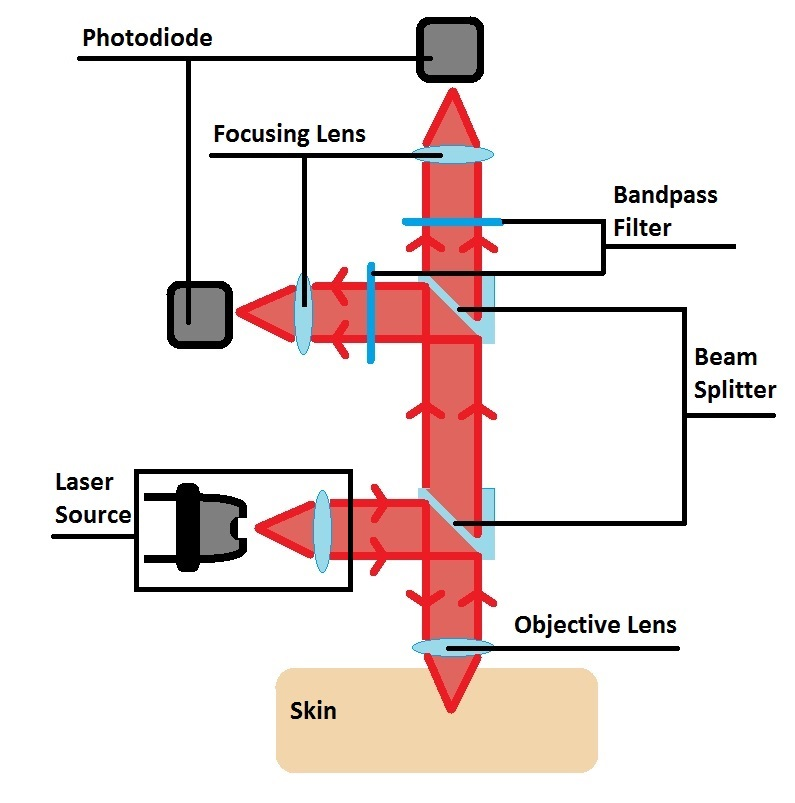 Photodiode
Focusing Lens
Bandpass
Filter
Beam
Splitter
Laser
Source
Objective Lens
Skin